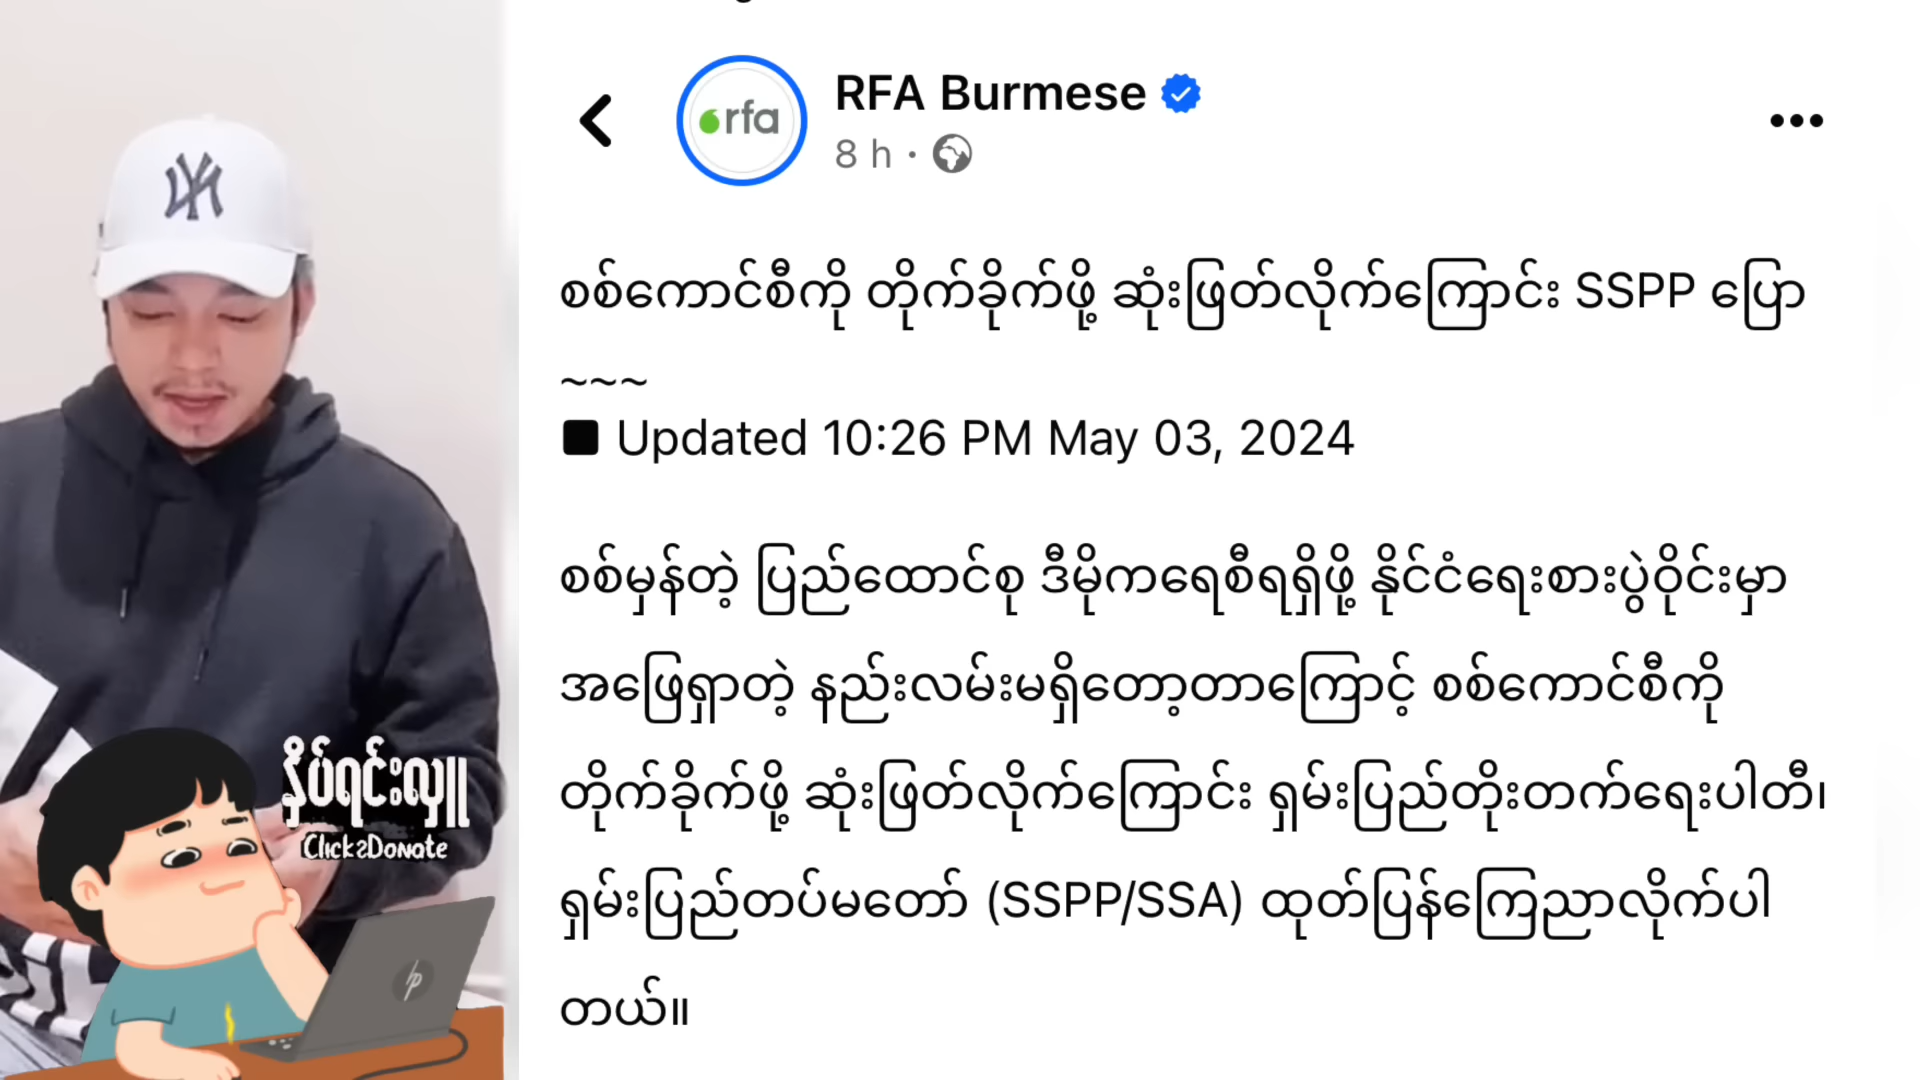 RFA Burmese
rfa
8 h ·
စစ်ကောင်စီကို တိုက်ခိုက်ဖို့ ဆုံးဖြတ်လိုက်ကြောင်း SSPP ပြော
~~~
■ Updated 10:26 PM May 03, 2024
စစ်မှန်တဲ့ ပြည်ထောင်စု ဒီမိုကရေစီရရှိဖို့ နိုင်ငံရေးစားပွဲဝိုင်းမှာ
အဖြေရှာတဲ့ နည်းလမ်းမရှိတော့တာကြောင့် စစ်ကောင်စီကို
တိုက်ခိုက်ဖို့ ဆုံးဖြတ်လိုက်ကြောင်း ရှမ်းပြည်တိုးတက်ရေးပါတီ၊
ရှမ်းပြည်တပ်မတော် (SSPP/SSA) ထုတ်ပြန်ကြေညာလိုက်ပါ
တယ်။
နှိပ်ရင်းလှူ
Click2Donate
hp
NY